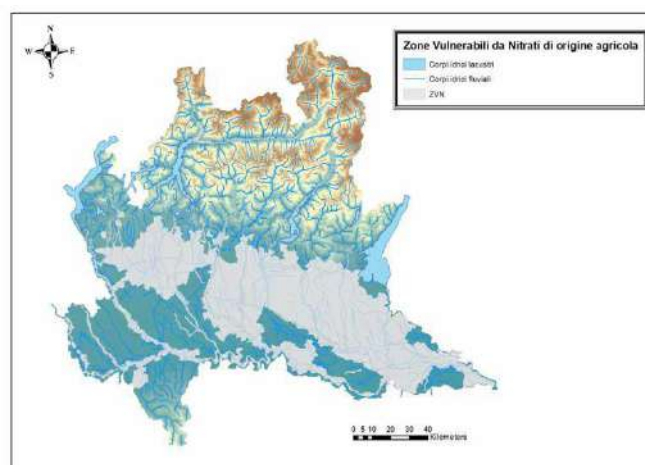 N
W E
S
Zone Vulnerabili da Nitrati di origine agricola
Corpi idrici lacustri
Corpi idrici fluviali
ZVN
0 5 10 20 30 40
Kilometers